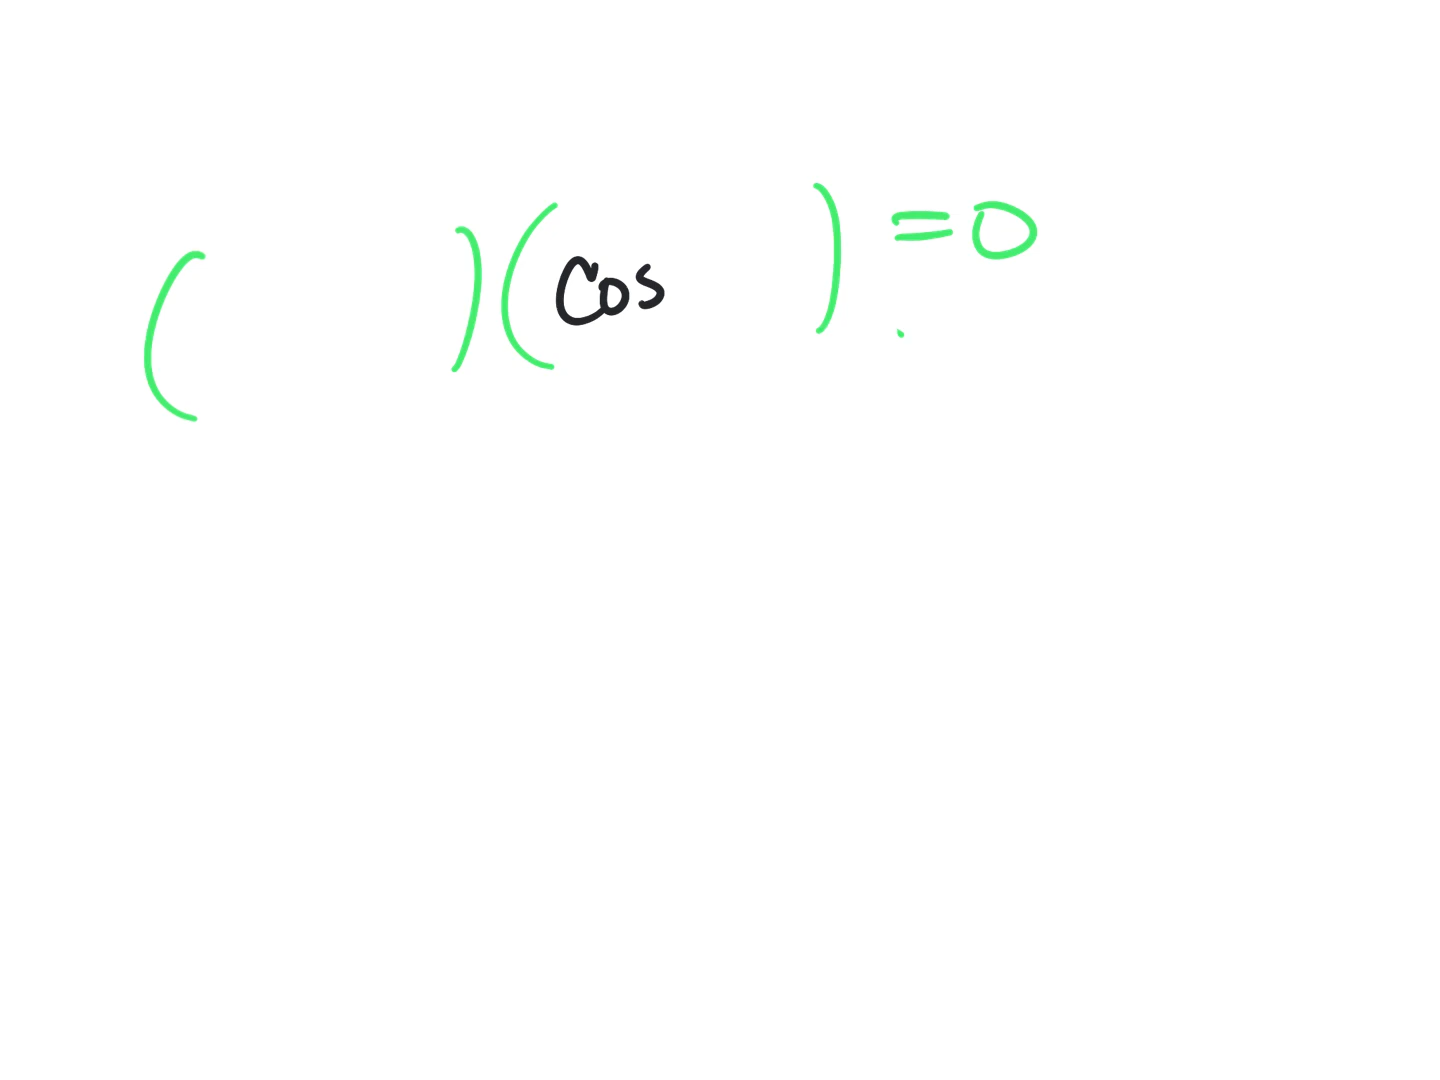 (        )(cos        ) = 0